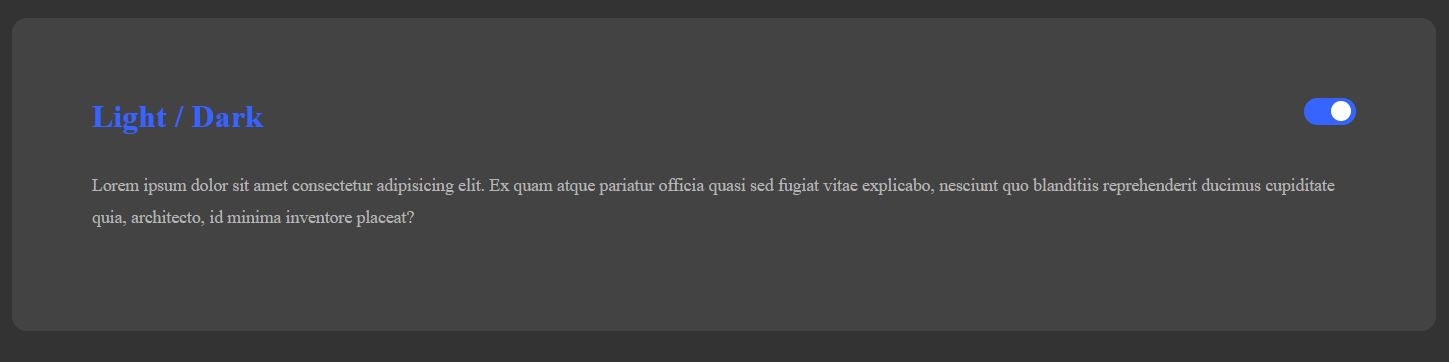 Light / Dark
Lorem ipsum dolor sit amet consectetur adipisicing elit. Ex quam atque pariatur officia quasi sed fugiat vitae explicabo, nesciunt quo blanditiis reprehenderit ducimus cupiditate
quia, architecto, id minima inventore placeat?